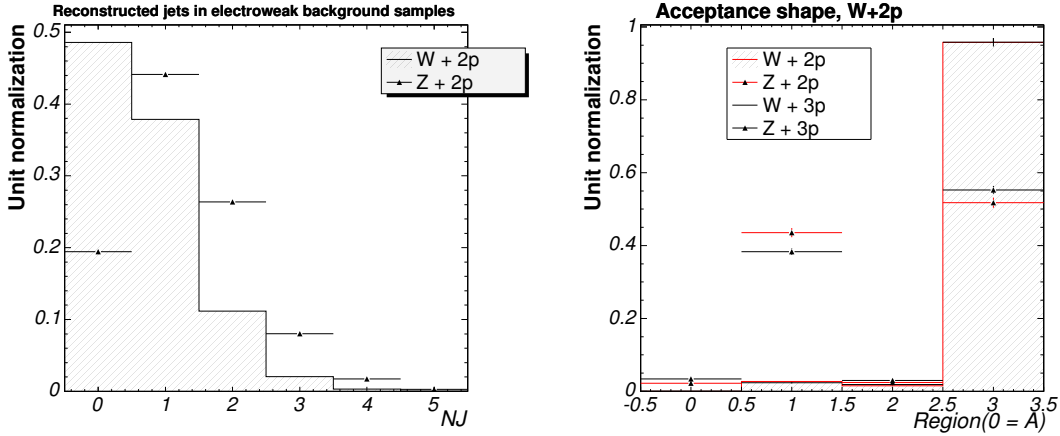 Reconstructed jets in electroweak background samples
Unit normalization
0.5
0.4
0.3
0.2
0.1
0
W + 2p
Z + 2p
0 1 2 3 4 5
NJ
Acceptance shape, W+2p
Unit normalization
1
0.8
0.6
0.4
0.2
0
W + 2p
Z + 2p
W + 3p
Z + 3p
-0.5 0 0.5 1 1.5 2 2.5 3 3.5
Region(0 = A)